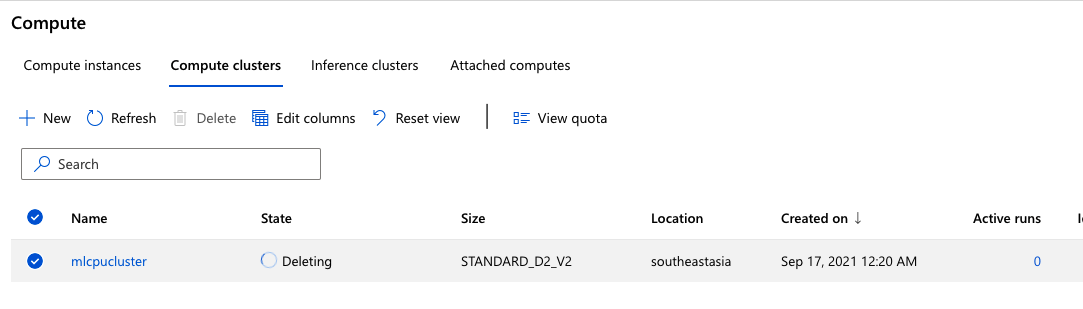 Compute
Compute instances Compute clusters Inference clusters Attached computes
New Refresh Delete Edit columns Reset view View quota
Search
Name State Size Location Created on ↓ Active runs
mlcpucluster Deleting STANDARD_D2_V2 southeastasia Sep 17, 2021 12:20 AM 0